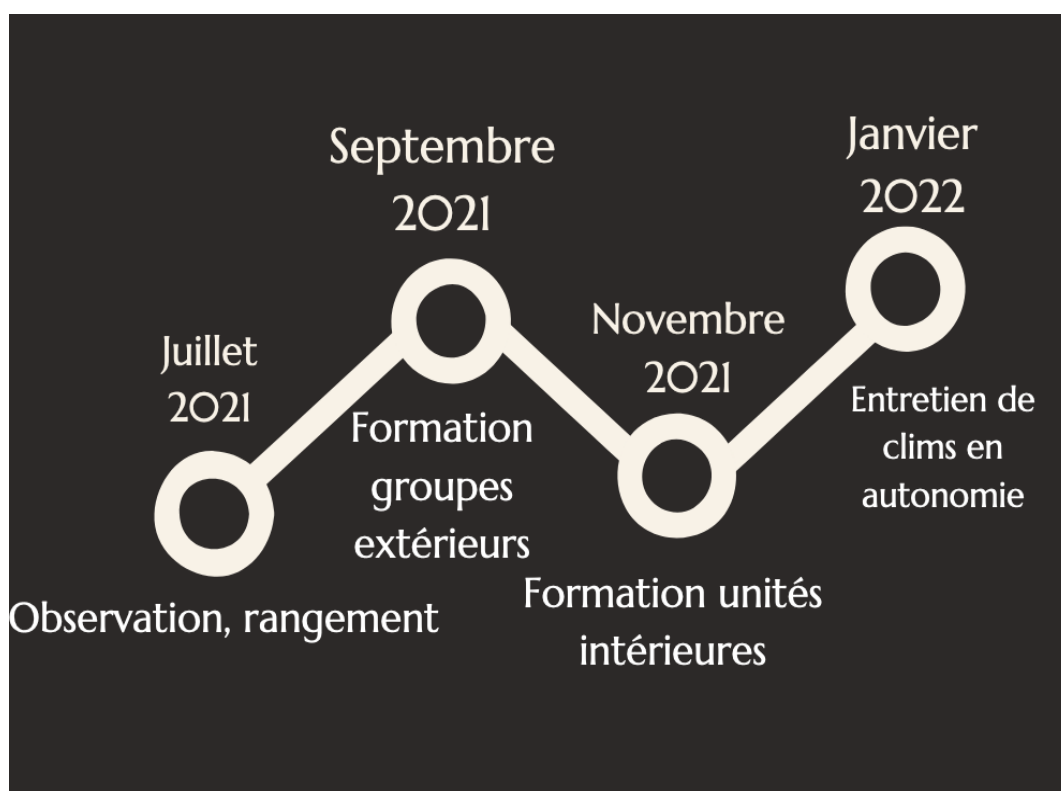 Juillet
2021
Observation, rangement
Septembre
2021
Formation
groupes
extérieurs
Novembre
2021
Formation unités
intérieures
Janvier
2022
Entretien de
clims en
autonomie